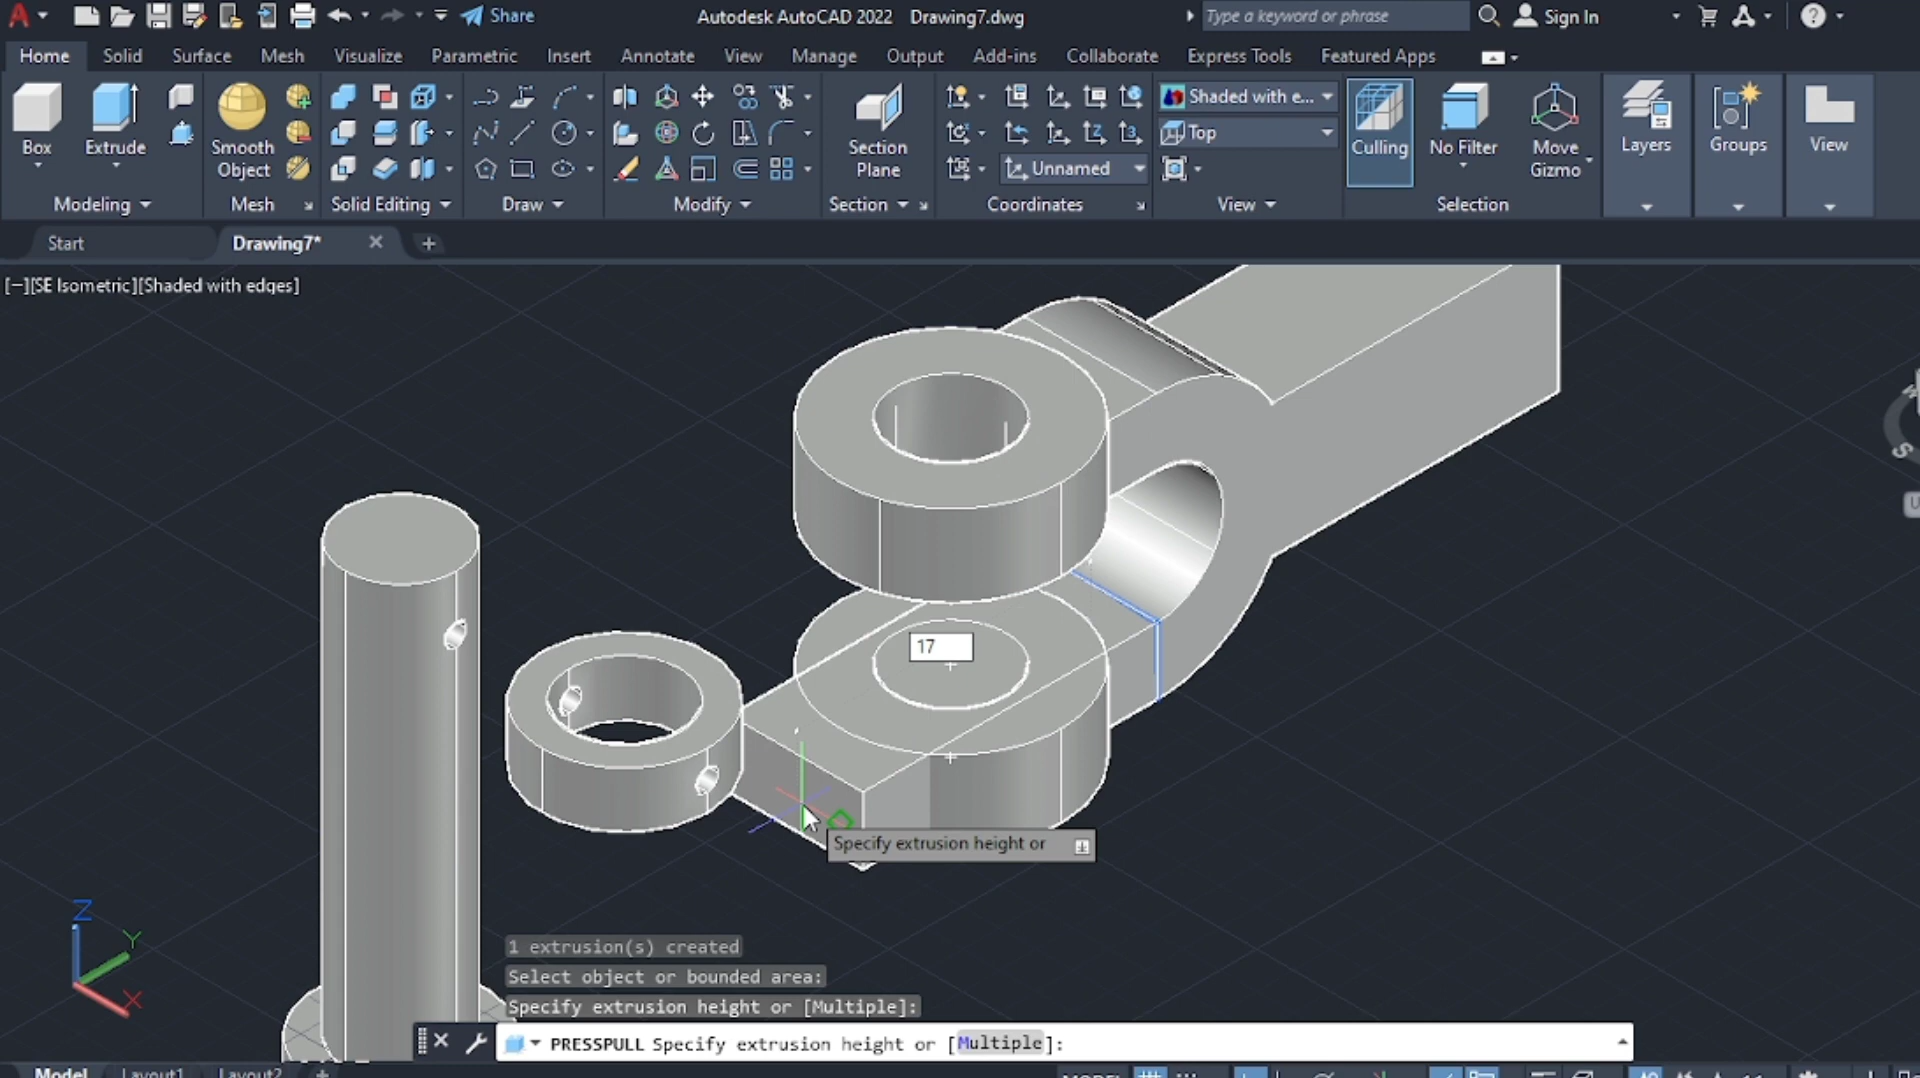 Share
Autodesk AutoCAD 2022 Drawing7.dwg
Type a keyword or phrase
Sign In
Home Solid Surface Mesh Visualize Parametric Insert Annotate View Manage Output Add-ins Collaborate Express Tools Featured Apps
Box
Extrude
Smooth
Object
Section
Plane
Unnamed
Shaded with e...
Top
Culling
No Filter
Move
Gizmo
Layers
Groups
View
Modeling
Mesh
Solid Editing
Draw
Modify
Section
Coordinates
View
Selection
Start
Drawing7*
[−][SE Isometric][Shaded with edges]
S
17
Specify extrusion height or
Z
Y
X
1 extrusion(s) created
Select object or bounded area:
Specify extrusion height or [Multiple]:
PRESSPULL Specify extrusion height or [Multiple]:
Model Layout1 Layout2
MODEL